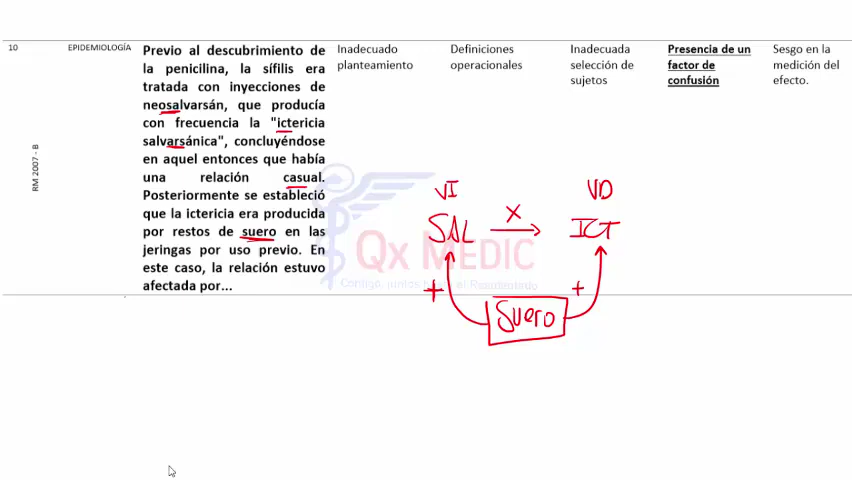 10
EPIDEMIOLOGÍA
RM 2007 - B
Previo al descubrimiento de
la penicilina, la sífilis era
tratada con inyecciones de
neosalvarsán, que producía
con frecuencia la "ictericia
salvarsánica", concluyéndose
en aquel entonces que había
una relación casual.
Posteriormente se estableció
que la ictericia era producida
por restos de suero en las
jeringas por uso previo. En
este caso, la relación estuvo
afectada por...
Inadecuado
planteamiento
Definiciones
operacionales
Inadecuada
selección de
sujetos
Presencia de un
factor de
confusión
Sesgo en la
medición del
efecto.
VI
VD
SAL
X
ICT
Qx MEDIC
+
+
Suero